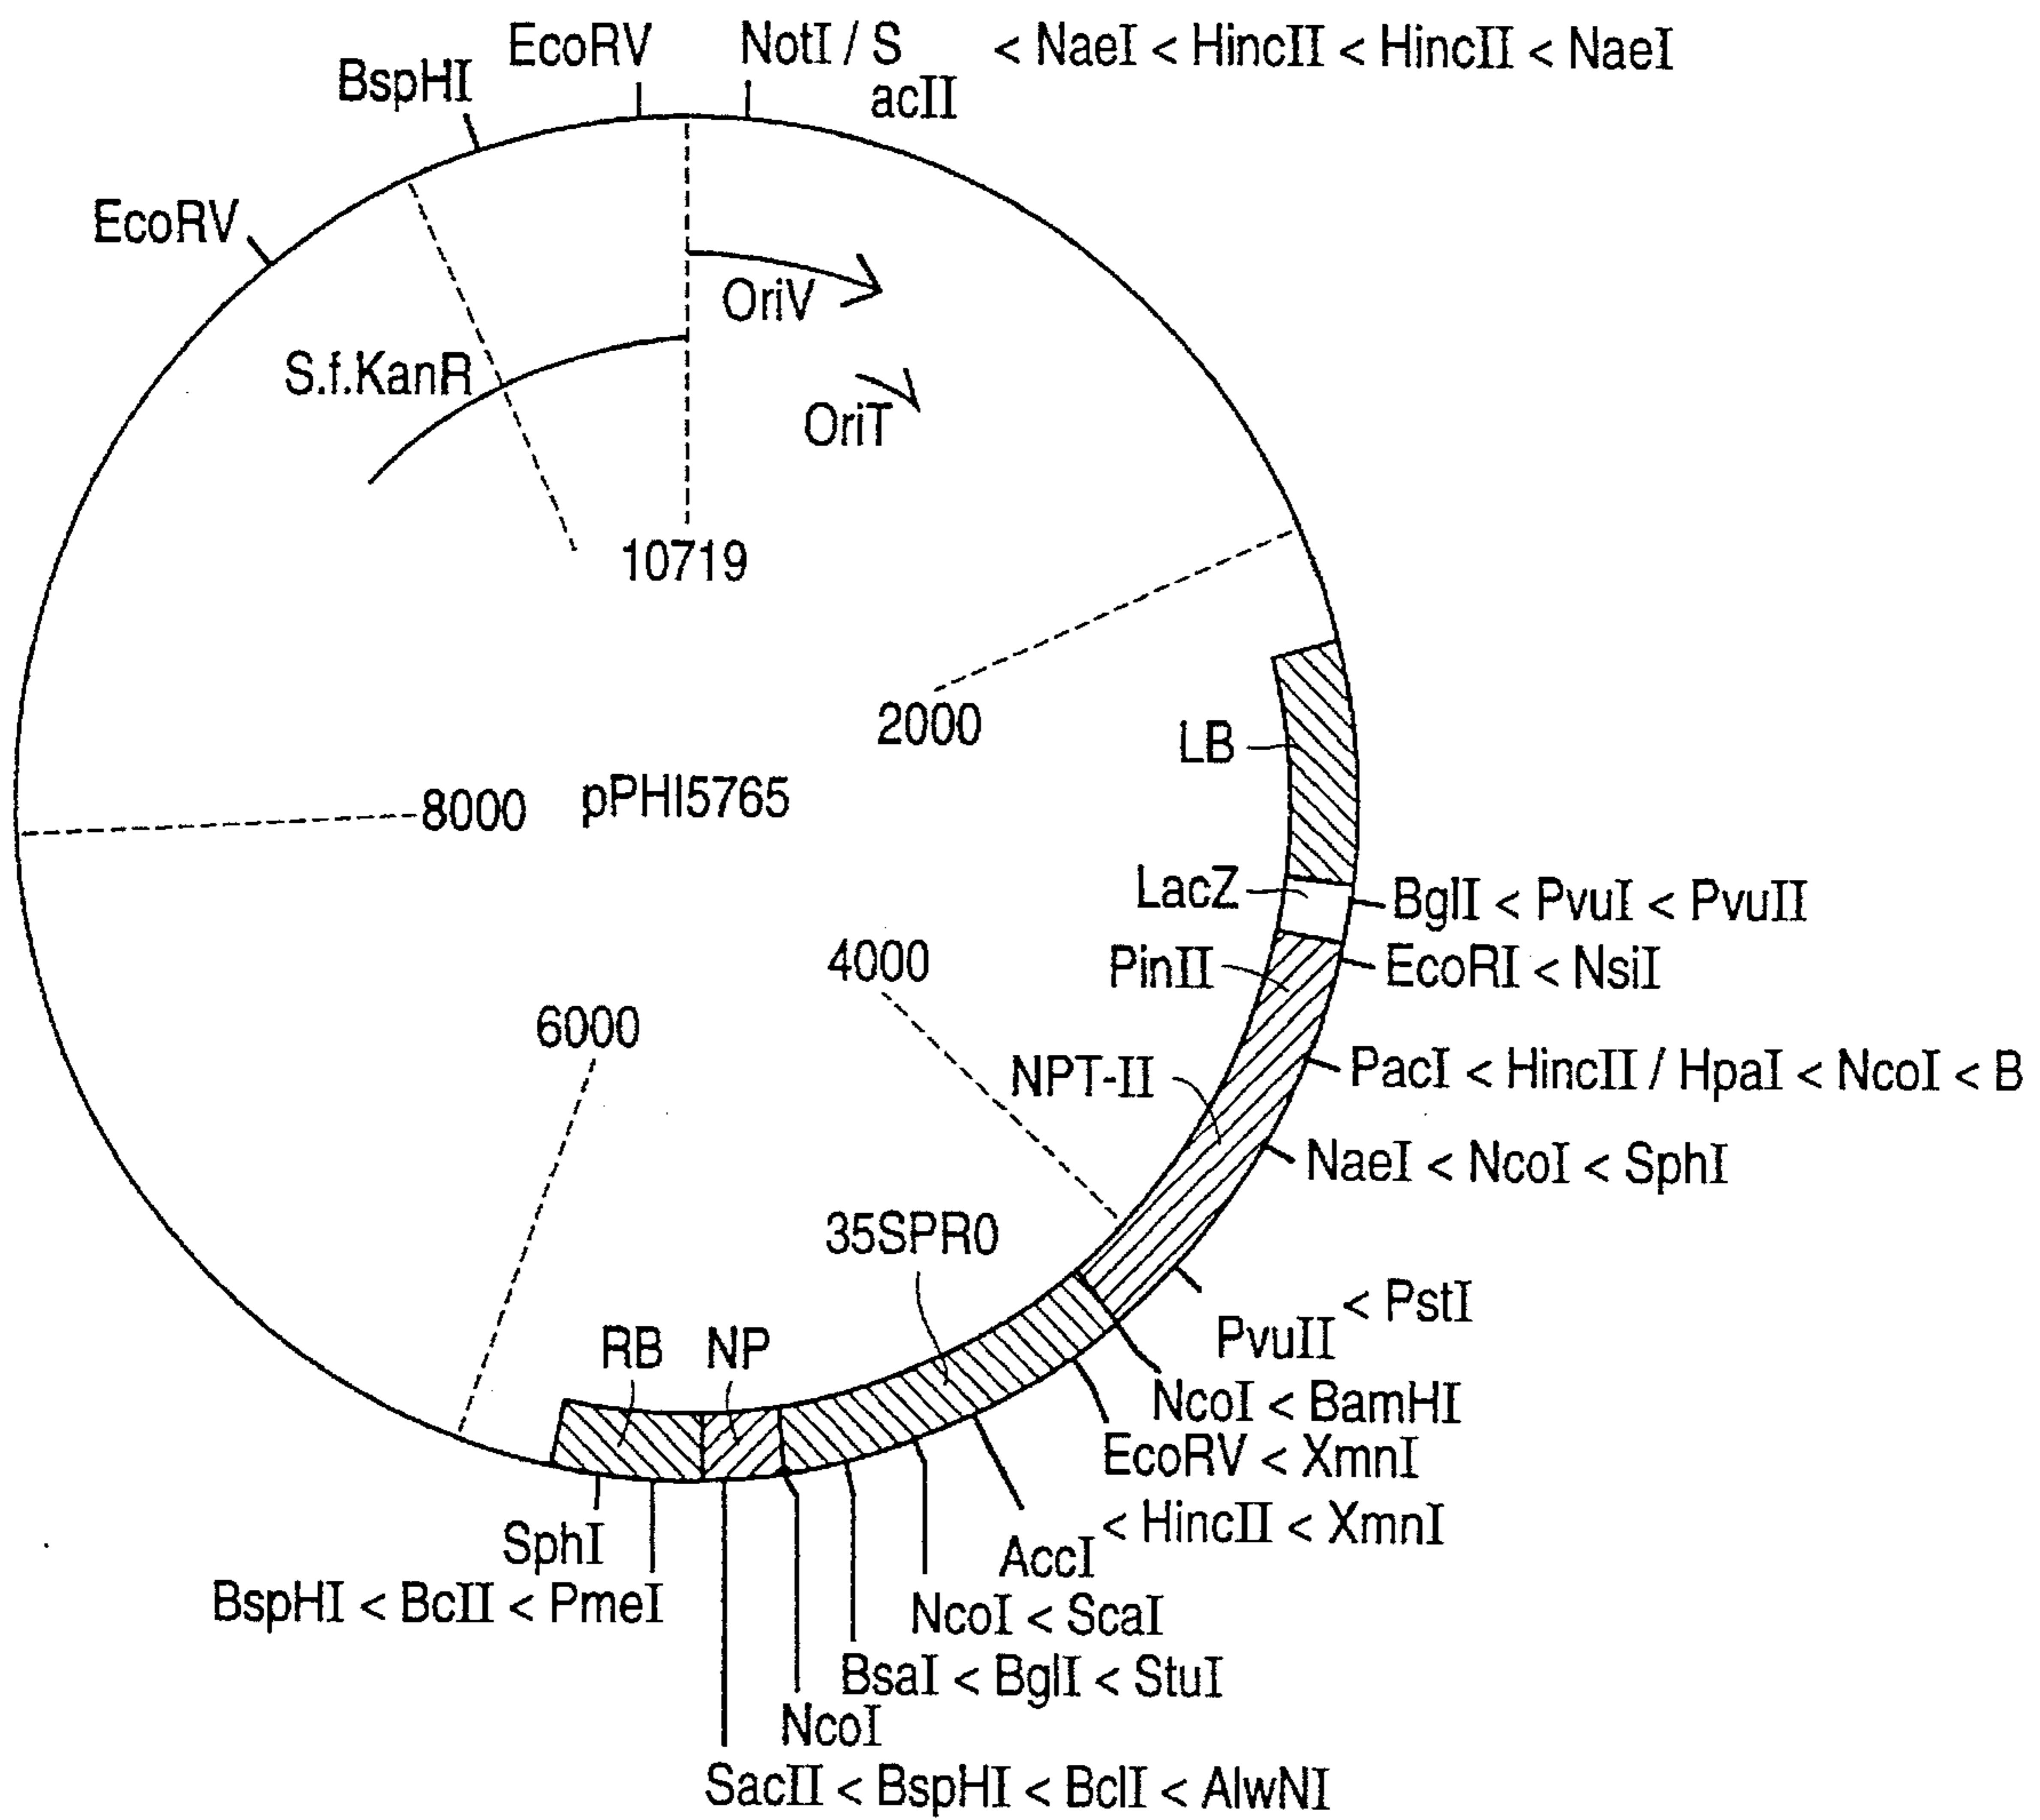 EcoRV
NotI / S
acII
< NaeI < HincII < HincII < NaeI
BspHI
EcoRV
OriV
S.f.KanR
OriT
10719
2000
LB
8000
pPHI5765
LacZ
BglI < PvuI < PvuII
4000
PinII
EcoRI < NsiI
6000
NPT-II
PacI < HincII / HpaI < NcoI < B
NaeI < NcoI < SphI
35SPR0
< PstI
PvuII
RB
NP
NcoI < BamHI
EcoRV < XmnI
< HincII < XmnI
AccI
SphI
BspHI < BclI < PmeI
NcoI < ScaI
BsaI < BglI < StuI
NcoI
SacII < BspHI < BclI < AlwNI